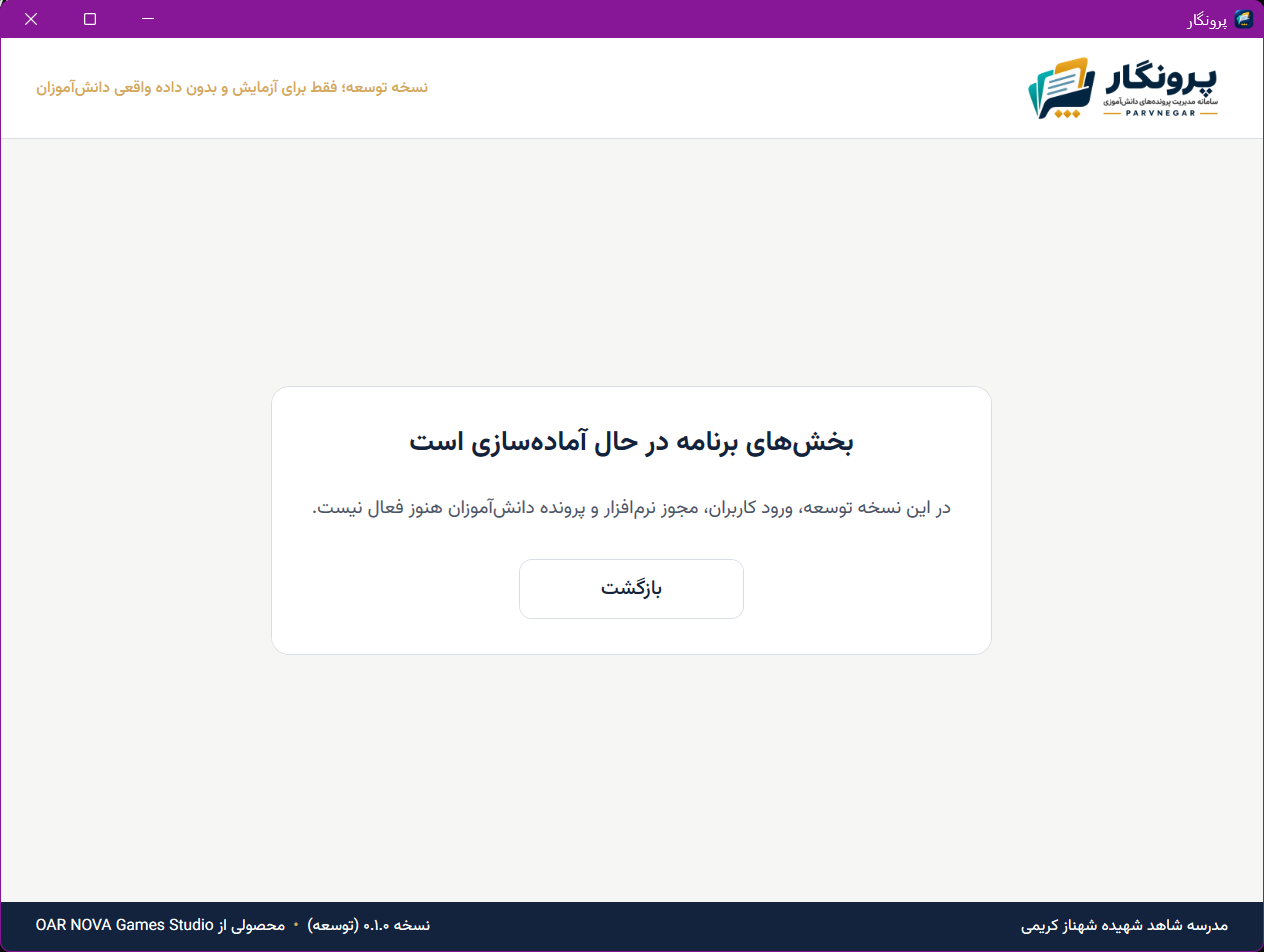 پرونگار
پرونگار
سامانه مدیریت پرونده‌های دانش‌آموزی
PARVNEGAR
نسخه توسعه؛ فقط برای آزمایش و بدون داده واقعی دانش‌آموزان
بخش‌های برنامه در حال آماده‌سازی است
در این نسخه توسعه، ورود کاربران، مجوز نرم‌افزار و پرونده دانش‌آموزان هنوز فعال نیست.
بازگشت
مدرسه شاهد شهیده شهناز کریمی
نسخه ۰.۱.۰ (توسعه) • محصولی از OAR NOVA Games Studio